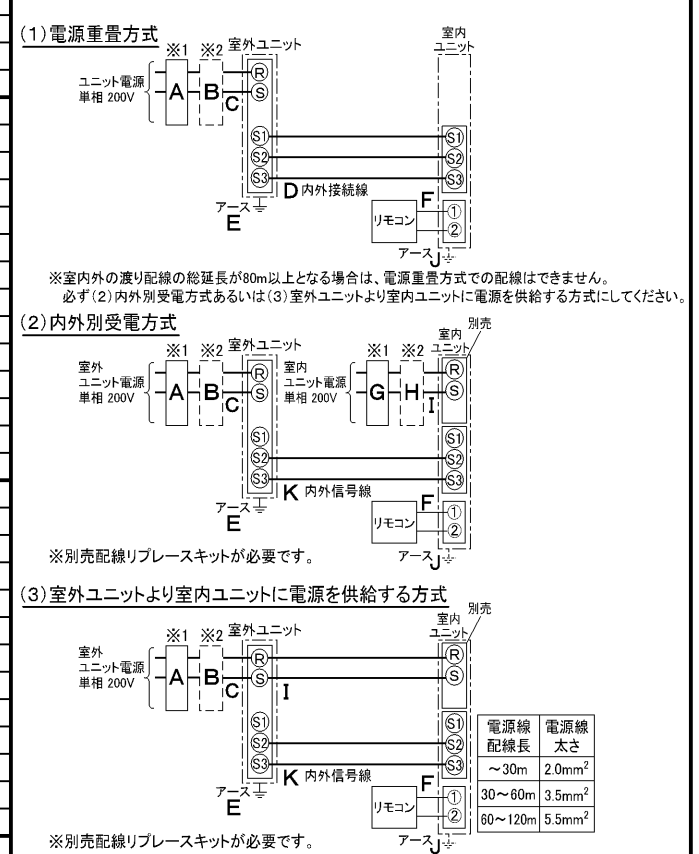 (1)電源重畳方式
※1 ※2 室外ユニット
室内
ユニット
ユニット電源
単相 200V
A B C
R
S
S1 S1
S2 S2
S3 S3
D 内外接続線
アース
E
リモコン
F
①
②
アース J
※室内外の渡り配線の総延長が80m以上となる場合は、電源重畳方式での配線はできません。
必ず(2)内外別受電方式あるいは(3)室外ユニットより室内ユニットに電源を供給する方式にしてください。
(2)内外別受電方式
※1 ※2 室外ユニット
※1 ※2
室内
ユニット
別売
室外
ユニット電源
単相 200V
A B C
R
S
室内
ユニット電源
単相 200V
G H I
R
S
S1 S1
S2 S2
S3 S3
K 内外信号線
アース
E
リモコン
F
①
②
アース J
※別売配線リプレースキットが必要です。
(3)室外ユニットより室内ユニットに電源を供給する方式
※1 ※2 室外ユニット
室内
ユニット
別売
室外
ユニット電源
単相 200V
A B C
R R
S S
I
S1 S1
S2 S2
S3 S3
K 内外信号線
アース
E
リモコン
F
①
②
アース J
電源線
配線長
電源線
太さ
～30m 2.0mm²
30～60m 3.5mm²
60～120m 5.5mm²
※別売配線リプレースキットが必要です。